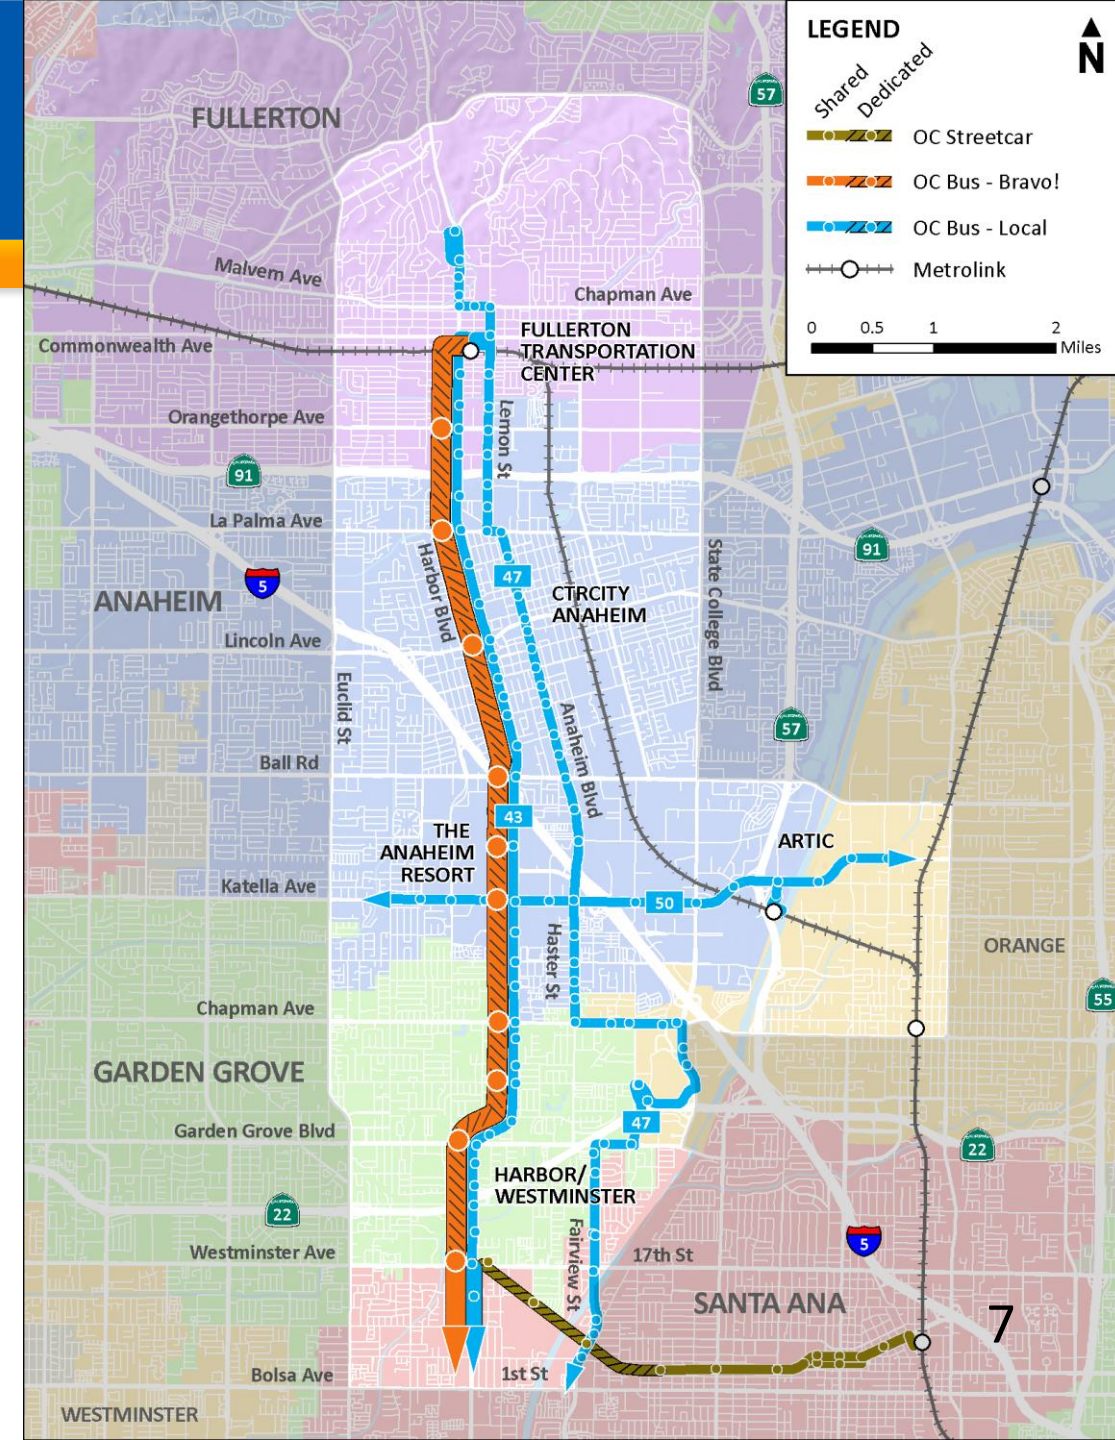 LEGEND
N
Shared
Dedicated
OC Streetcar
OC Bus - Bravo!
OC Bus - Local
Metrolink
0 0.5 1 2
Miles
57
FULLERTON
Malvern Ave
Chapman Ave
Commonwealth Ave
FULLERTON
TRANSPORTATION
CENTER
Orangethorpe Ave
Lemon St
91
La Palma Ave
91
Harbor Blvd
State College Blvd
47
5
ANAHEIM
CTRCITY
ANAHEIM
Lincoln Ave
Euclid St
Anaheim Blvd
57
Ball Rd
43
THE
ANAHEIM
RESORT
ARTIC
Katella Ave
50
Haster St
ORANGE
55
Chapman Ave
GARDEN GROVE
47
Garden Grove Blvd
22
HARBOR/
WESTMINSTER
22
Fairview St
5
Westminster Ave
17th St
SANTA ANA
7
Bolsa Ave
1st St
WESTMINSTER